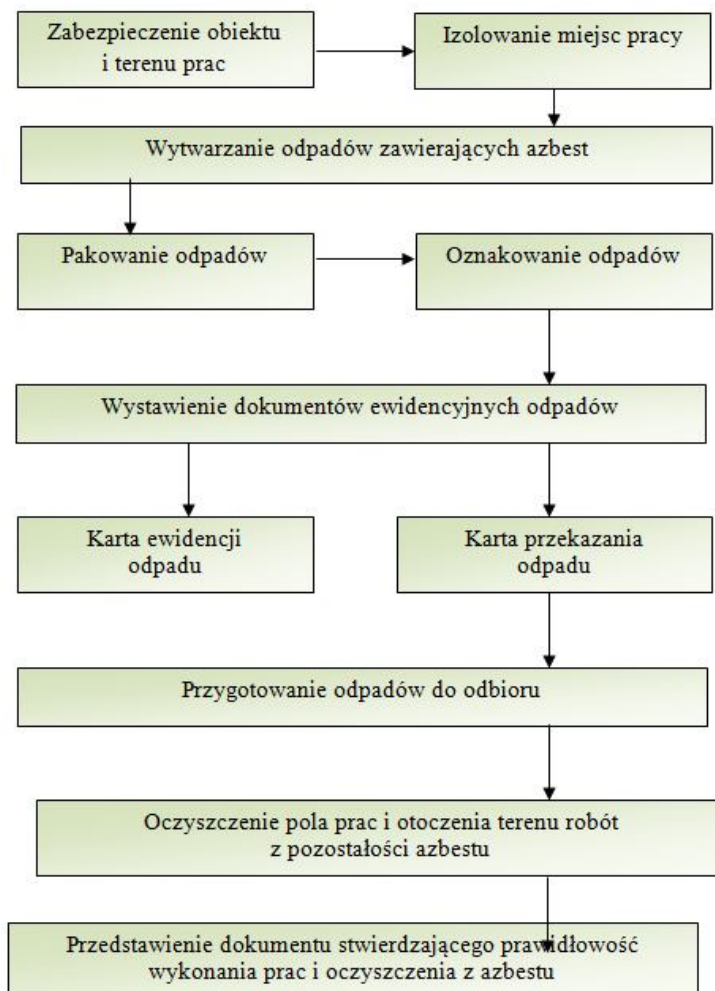 Zabezpieczenie obiektu
i terenu prac
Izolowanie miejsc pracy
Wytwarzanie odpadów zawierających azbest
Pakowanie odpadów
Oznakowanie odpadów
Wystawienie dokumentów ewidencyjnych odpadów
Karta ewidencji
odpadu
Karta przekazania
odpadu
Przygotowanie odpadów do odbioru
Oczyszczenie pola prac i otoczenia terenu robót
z pozostałości azbestu
Przedstawienie dokumentu stwierdzającego prawidłowość
wykonania prac i oczyszczenia z azbestu